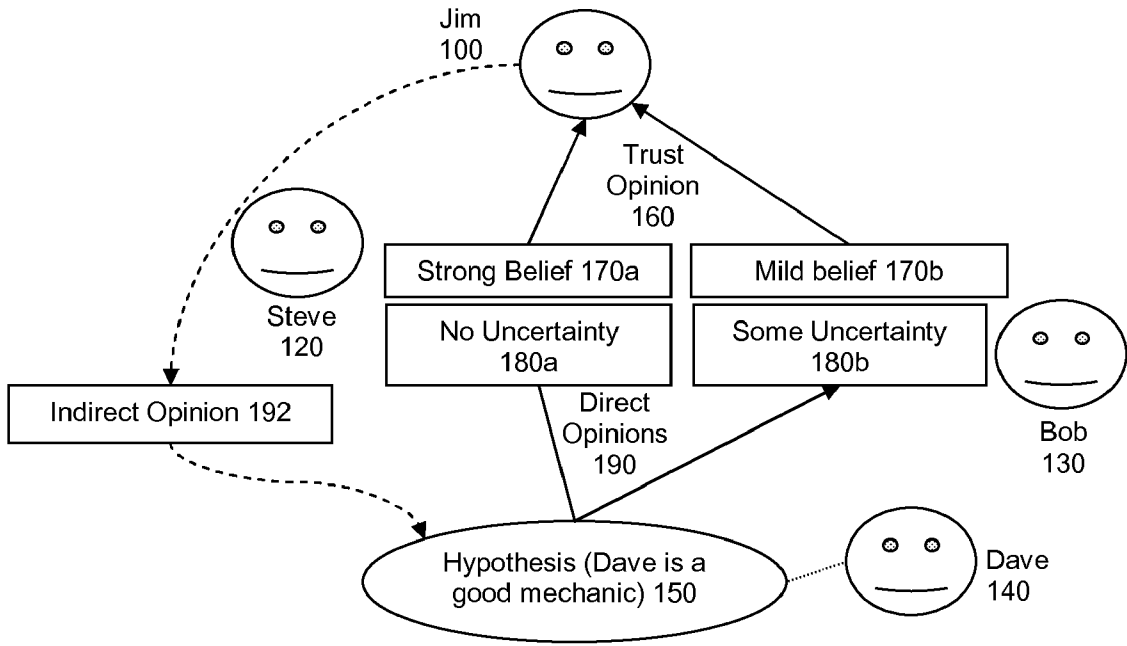 Jim
100
Trust
Opinion
160
Strong Belief 170a
Mild belief 170b
Steve
120
No Uncertainty
180a
Some Uncertainty
180b
Indirect Opinion 192
Direct
Opinions
190
Bob
130
Hypothesis (Dave is a
good mechanic) 150
Dave
140